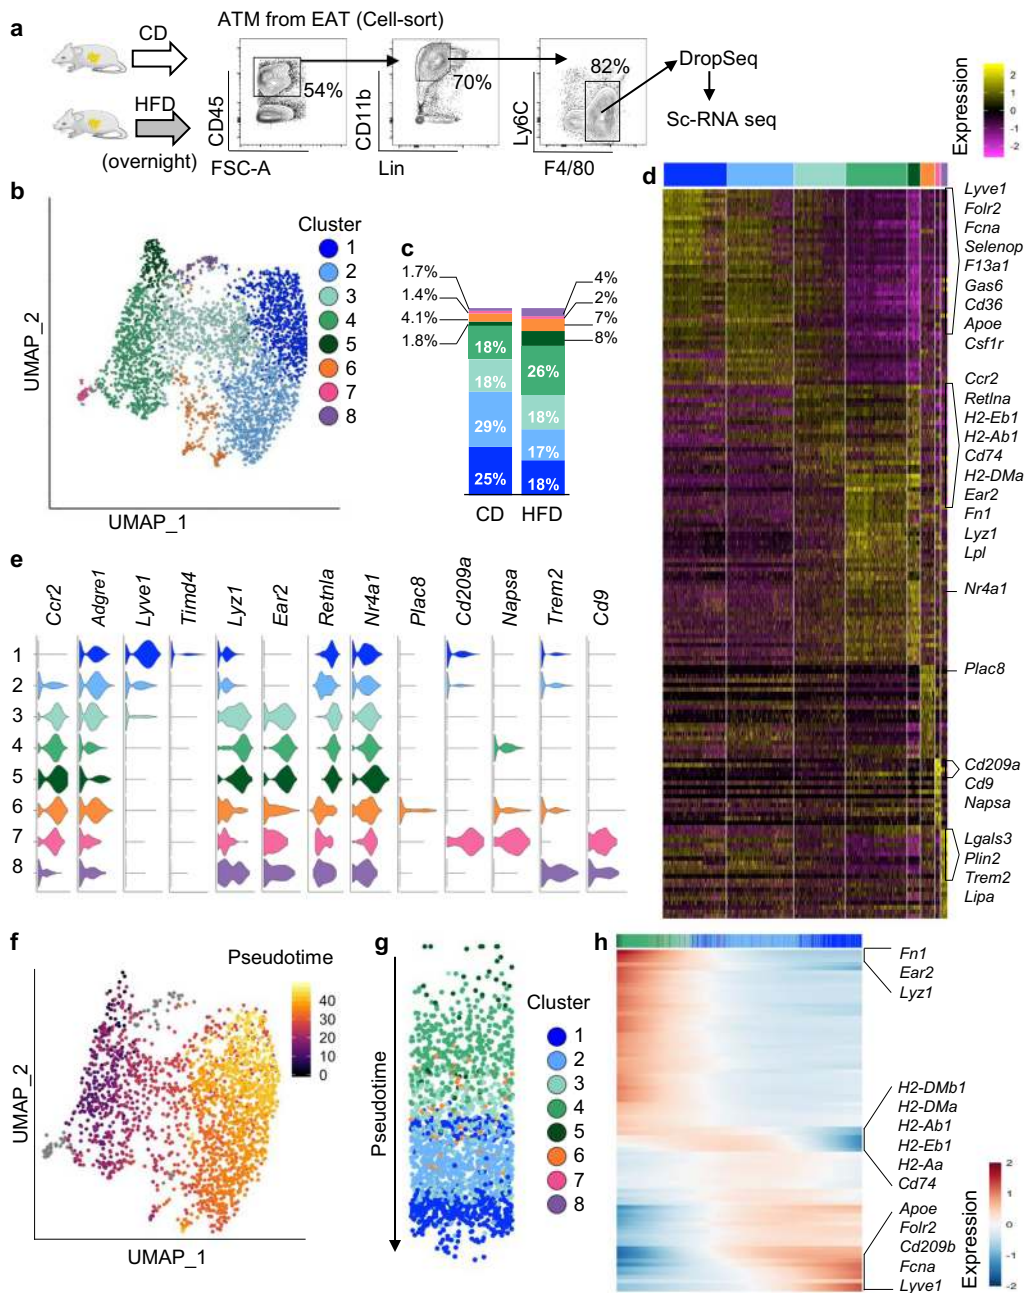 a
ATM from EAT (Cell-sort)
CD
HFD
(overnight)
CD45
54%
FSC-A
CD11b
70%
Lin
Ly6C
82%
F4/80
DropSeq
Sc-RNA seq
Expression
2
1
0
-1
-2
b
UMAP_2
UMAP_1
Cluster
1
2
3
4
5
6
7
8
c
1.7%
1.4%
4.1%
1.8%
18%
18%
29%
25%
4%
2%
7%
8%
26%
18%
17%
18%
CD
HFD
d
Lyve1
Folr2
Fcna
Selenop
F13a1
Gas6
Cd36
Apoe
Csf1r
Ccr2
Retlna
H2-Eb1
H2-Ab1
Cd74
H2-DMa
Ear2
Fn1
Lyz1
Lpl
Nr4a1
Plac8
Cd209a
Cd9
Napsa
Lgals3
Plin2
Trem2
Lipa
e
Ccr2
Adgre1
Lyve1
Timd4
Lyz1
Ear2
Retnla
Nr4a1
Plac8
Cd209a
Napsa
Trem2
Cd9
1
2
3
4
5
6
7
8
f
Pseudotime
40
30
20
10
0
UMAP_2
UMAP_1
g
Pseudotime
Cluster
1
2
3
4
5
6
7
8
h
Fn1
Ear2
Lyz1
H2-DMb1
H2-DMa
H2-Ab1
H2-Eb1
H2-Aa
Cd74
Apoe
Folr2
Cd209b
Fcna
Lyve1
Expression
2
1
0
-1
-2